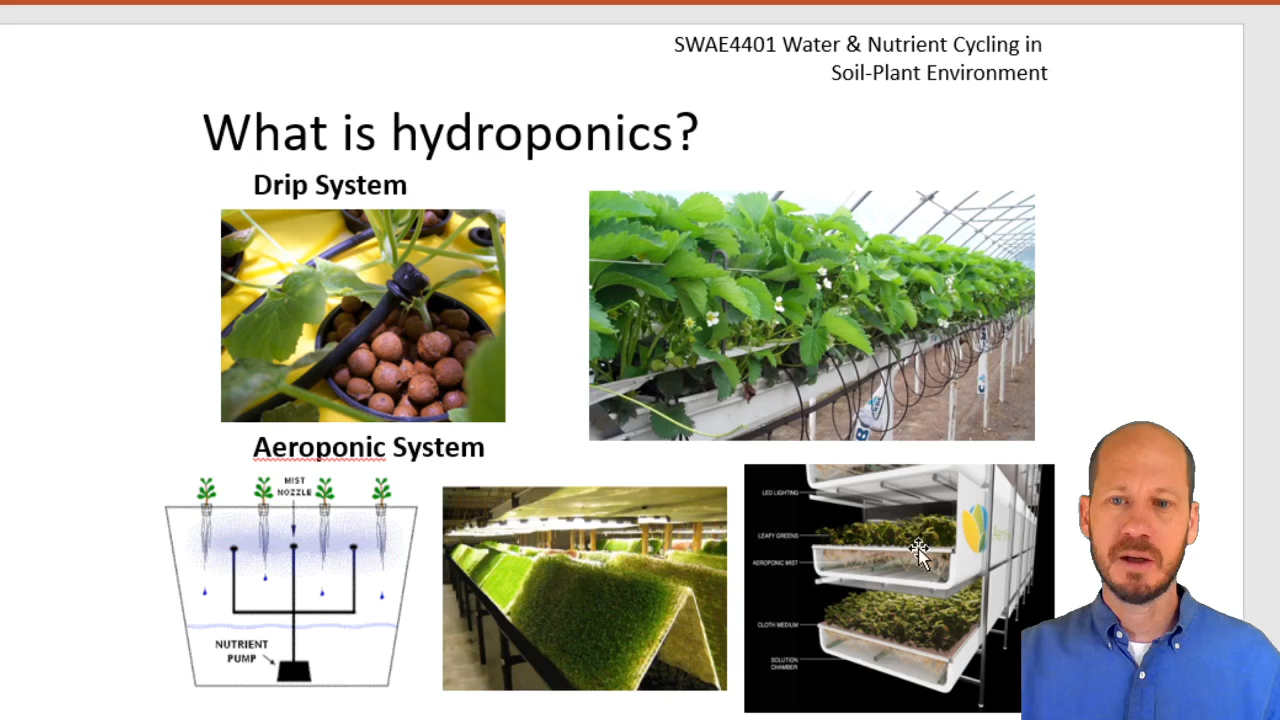 SWAE4401 Water & Nutrient Cycling in
Soil-Plant Environment
What is hydroponics?
Drip System
Aeroponic System
MIST
NOZZLE
NUTRIENT
PUMP
LED LIGHTING
LEAFY GREENS
AEROPONIC MIST
CLOTH MEDIUM
SOLUTION
CHAMBER